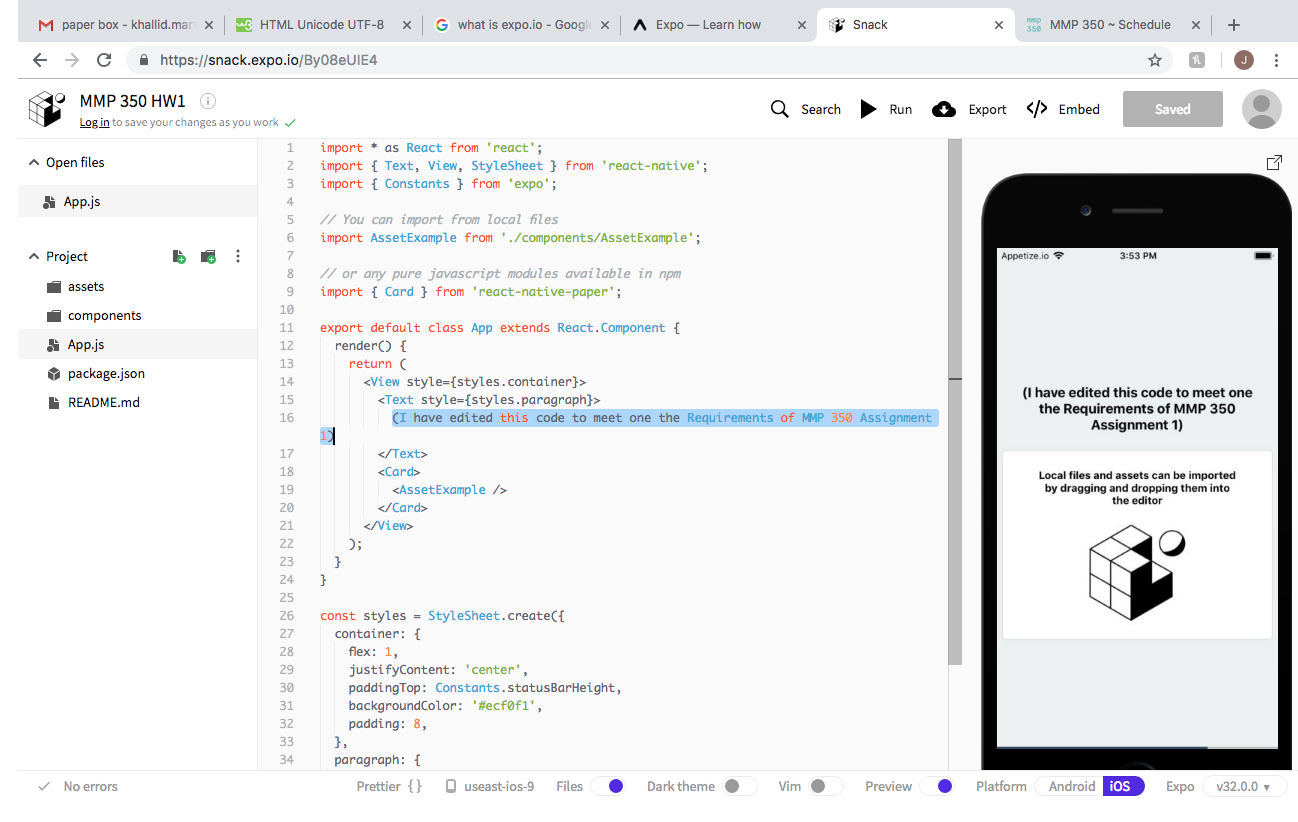 paper box - khallid.mar
HTML Unicode UTF-8
what is expo.io - Google
Expo — Learn how
Snack
MMP 350 ~ Schedule
https://snack.expo.io/By08eUIE4
J
MMP 350 HW1
Log in to save your changes as you work
Search
Run
Export
Embed
Saved
Open files
App.js
Project
assets
components
App.js
package.json
README.md
1 import * as React from 'react';
2 import { Text, View, StyleSheet } from 'react-native';
3 import { Constants } from 'expo';
4
5 // You can import from local files
6 import AssetExample from './components/AssetExample';
7
8 // or any pure javascript modules available in npm
9 import { Card } from 'react-native-paper';
10
11 export default class App extends React.Component {
12 render() {
13 return (
14 <View style={styles.container}>
15 <Text style={styles.paragraph}>
16 (I have edited this code to meet one the Requirements of MMP 350 Assignment
1)
17 </Text>
18 <Card>
19 <AssetExample />
20 </Card>
21 </View>
22 );
23 }
24 }
25
26 const styles = StyleSheet.create({
27 container: {
28 flex: 1,
29 justifyContent: 'center',
30 paddingTop: Constants.statusBarHeight,
31 backgroundColor: '#ecf0f1',
32 padding: 8,
33 },
34 paragraph: {
Appetize.io 3:53 PM
(I have edited this code to meet one
the Requirements of MMP 350
Assignment 1)
Local files and assets can be imported
by dragging and dropping them into
the editor
No errors
Prettier { }
useast-ios-9
Files
Dark theme
Vim
Preview
Platform
Android
iOS
Expo
v32.0.0